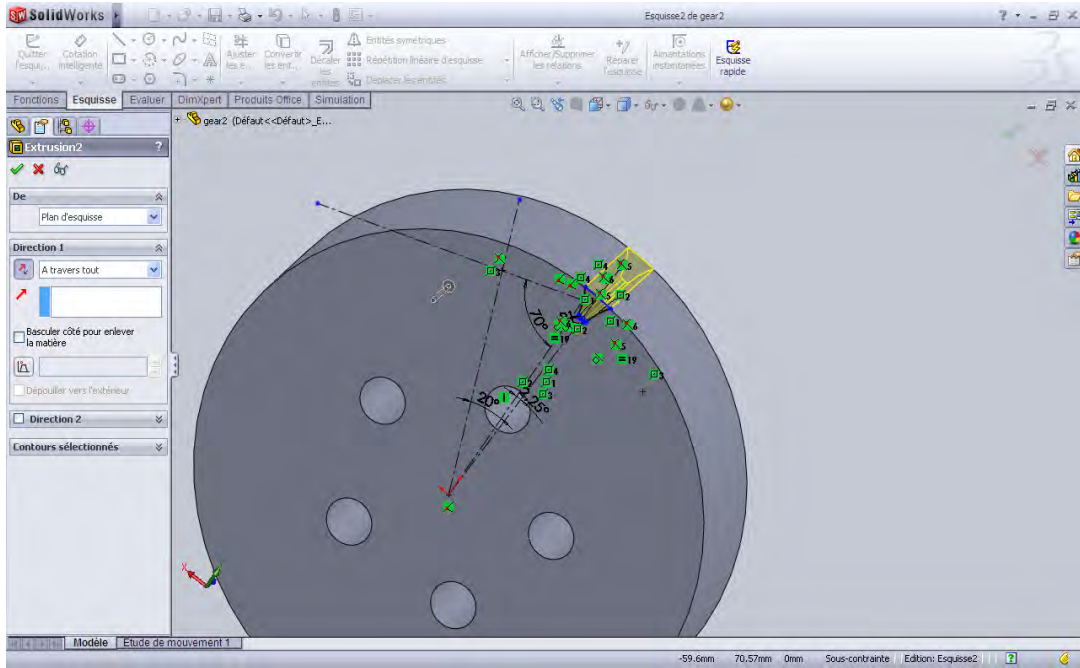 SolidWorks
Esquisse2 de gear2
Quitter l'esqui...
Cotation intelligente
Ajuster les e...
Convertir les ent...
Décaler les entités
Entités symétriques
Répétition linéaire d'esquisse
Déplacer les entités
Afficher/Supprimer les relations
Réparer l'esquisse
Aimantations instantanées
Esquisse rapide
Fonctions Esquisse Evaluer DimXpert Produits Office Simulation
gear2 (Défaut<<Défaut>_E...
Extrusion2 ?
De
Plan d'esquisse
Direction 1
A travers tout
Basculer côté pour enlever
la matière
Dépouiller vers l'extérieur
Direction 2
Contours sélectionnés
70°
20°
X
Modèle Etude de mouvement 1
-59.6mm 70.57mm 0mm Sous-contrainte Edition: Esquisse2